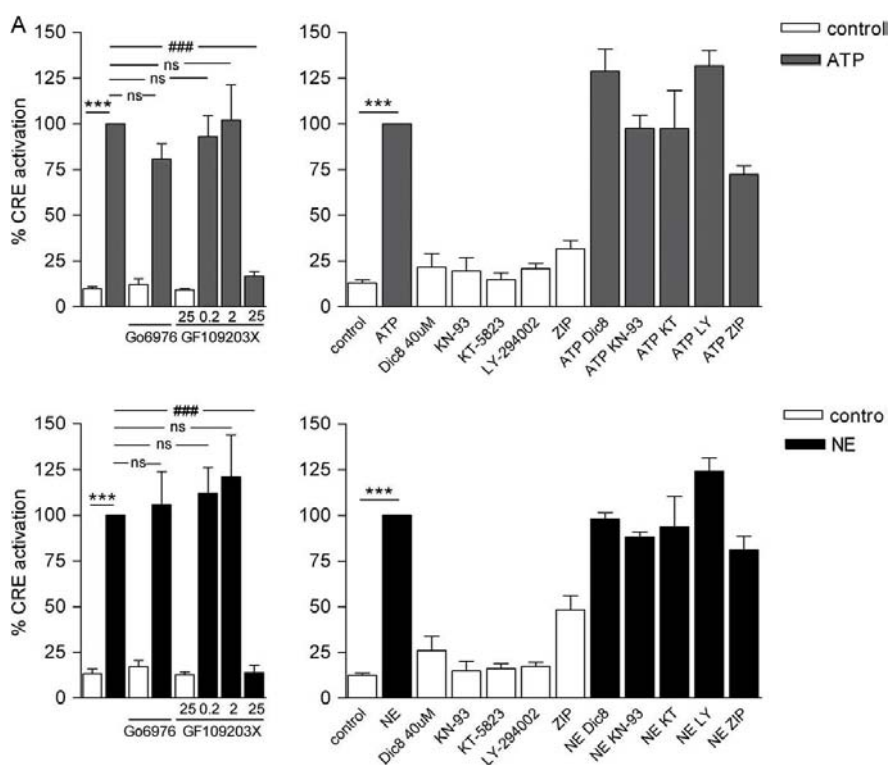 A
% CRE activation
150
125
100
75
50
25
0
###
ns
ns
ns
***
25 0.2 2 25
Go6976 GF109203X
% CRE activation
150
125
100
75
50
25
0
***
control
ATP
Dic8 40uM
KN-93
KT-5823
LY-294002
ZIP
ATP Dic8
ATP KN-93
ATP KT
ATP LY
ATP ZIP
controll
ATP
% CRE activation
150
125
100
75
50
25
0
###
ns
ns
ns
***
25 0.2 2 25
Go6976 GF109203X
% CRE activation
150
125
100
75
50
25
0
***
control
NE
Dic8 40uM
KN-93
KT-5823
LY-294002
ZIP
NE Dic8
NE KN-93
NE KT
NE LY
NE ZIP
contro
NE